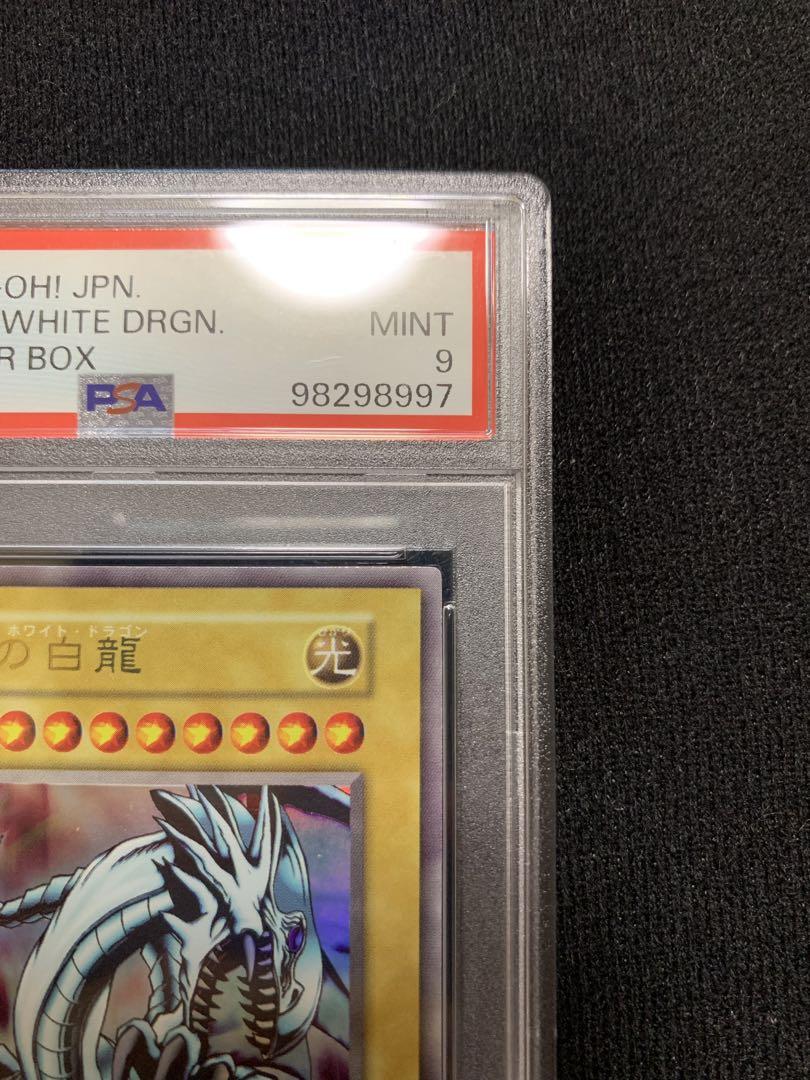 -OH! JPN.
WHITE DRGN. MINT
R BOX 9
PSA 98298997
ホワイト・ドラゴン
の白龍 光